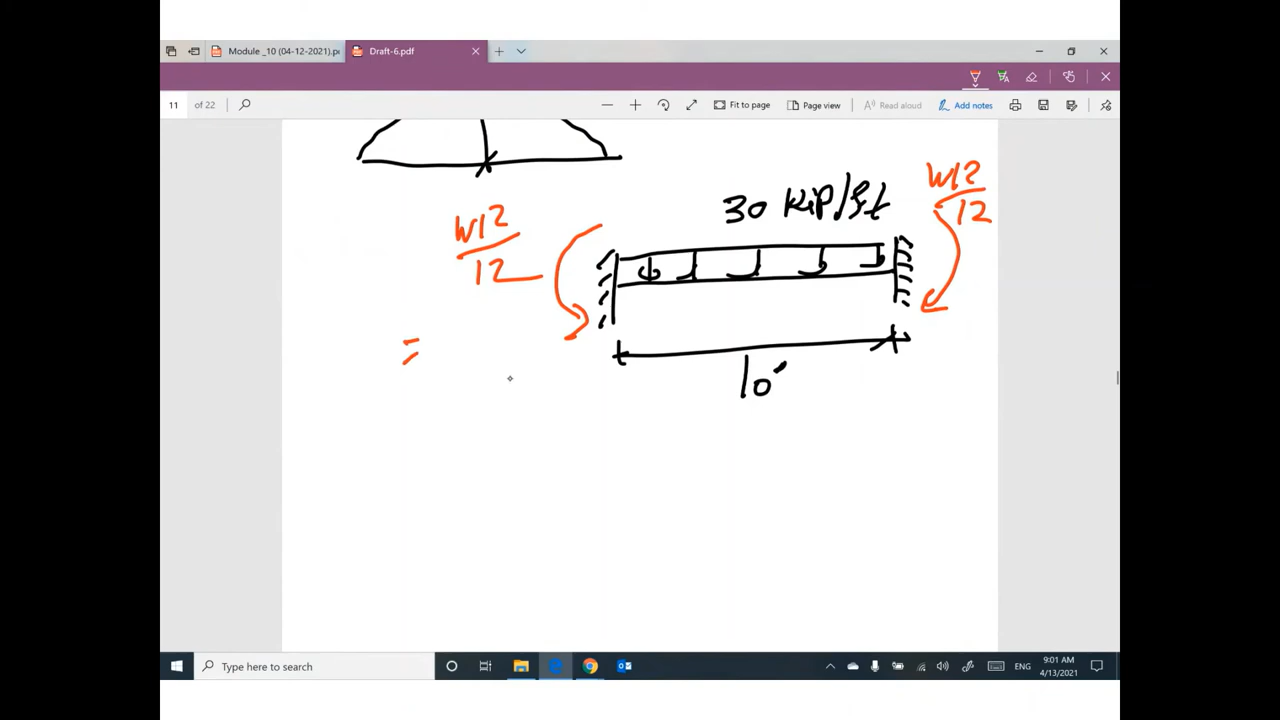 Module _10 (04-12-2021).p
Draft-6.pdf
11 of 22
Fit to page
Page view
Read aloud
Add notes
wl2
12
30 Kip/ft
wl2
12
=
10'
Type here to search
ENG
9:01 AM
4/13/2021